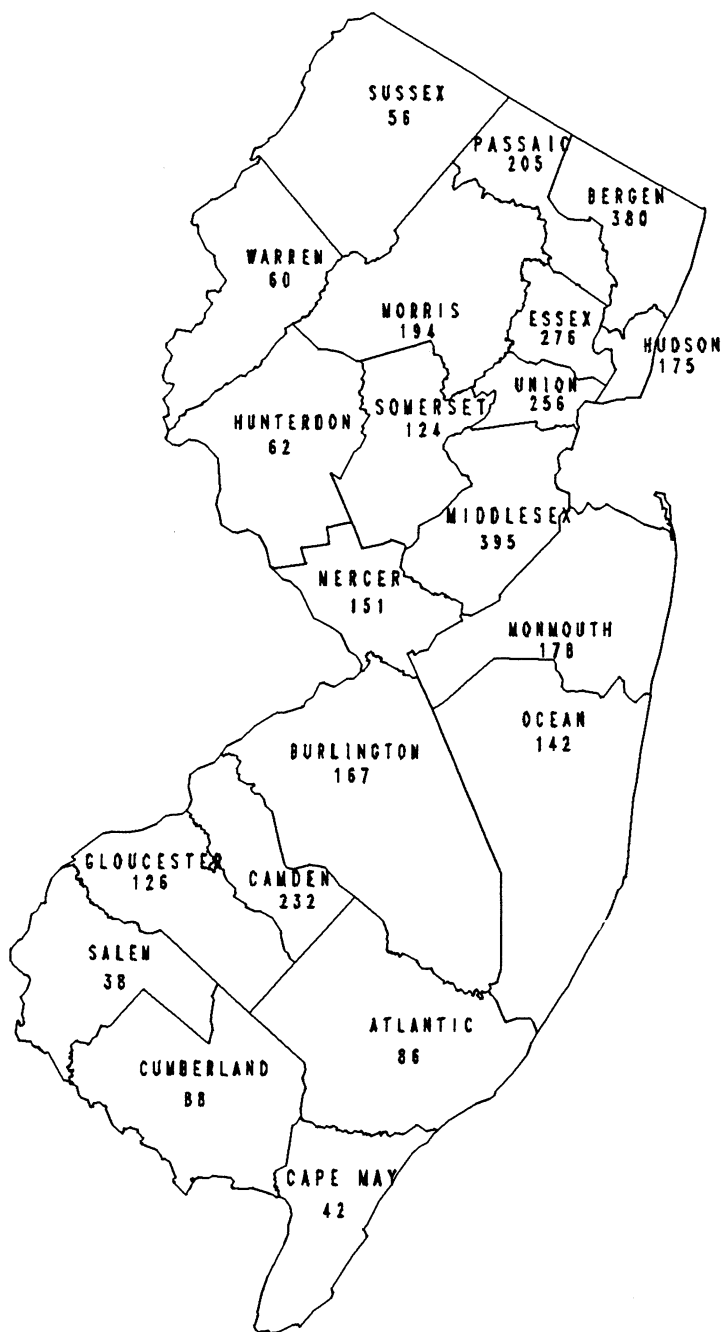 SUSSEX
56
PASSAIC
205
BERGEN
380
WARREN
60
MORRIS
194
ESSEX
276
HUDSON
175
UNION
256
SOMERSET
124
HUNTERDON
62
MIDDLESEX
395
MERCER
151
MONMOUTH
178
OCEAN
142
BURLINGTON
167
GLOUCESTER
126
CAMDEN
232
SALEM
38
ATLANTIC
86
CUMBERLAND
88
CAPE MAY
42